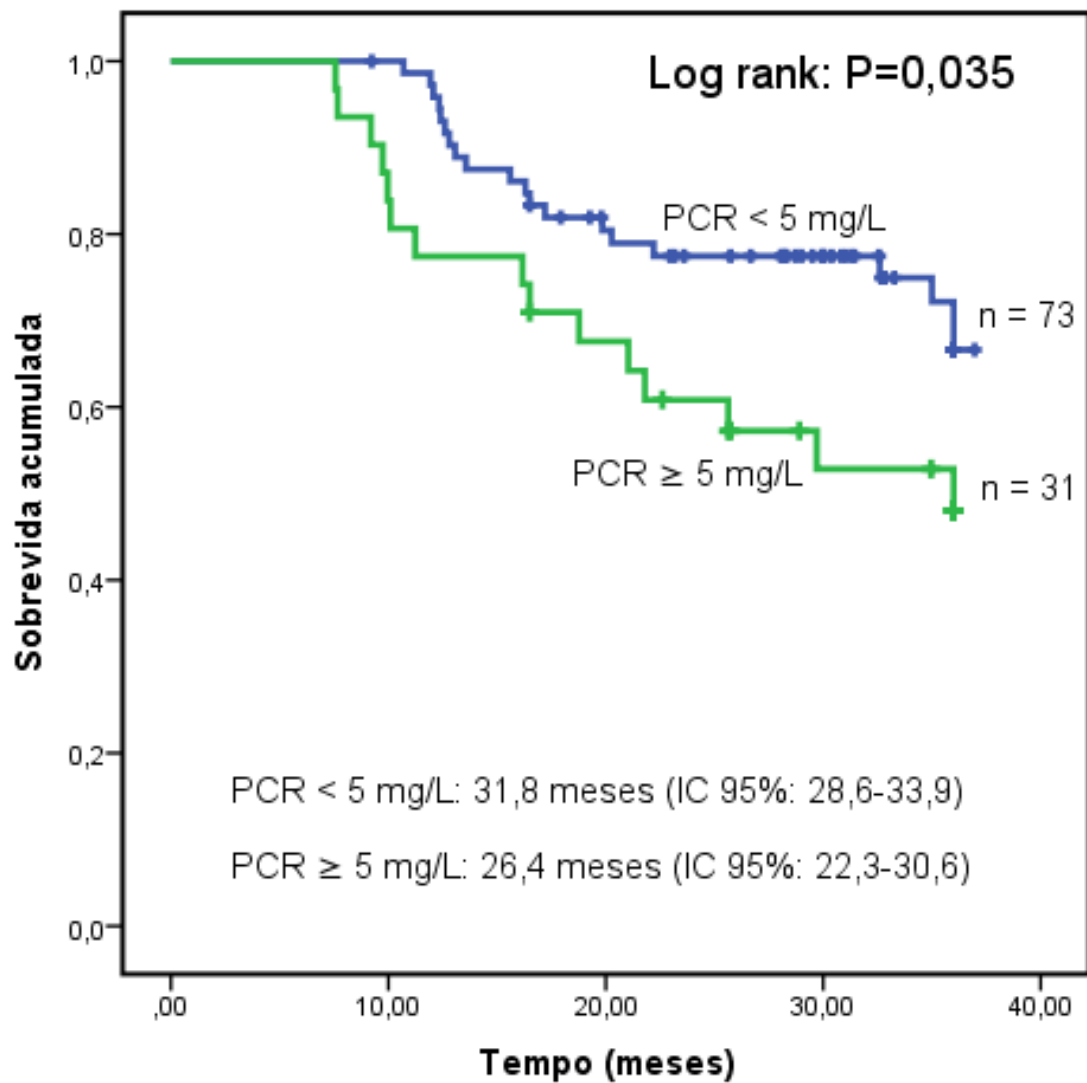 Log rank: P=0,035
1,0
0,8
0,6
0,4
0,2
0,0
Sobrevida acumulada
PCR < 5 mg/L
n = 73
PCR ≥ 5 mg/L
n = 31
PCR < 5 mg/L: 31,8 meses (IC 95%: 28,6-33,9)
PCR ≥ 5 mg/L: 26,4 meses (IC 95%: 22,3-30,6)
,00 10,00 20,00 30,00 40,00
Tempo (meses)